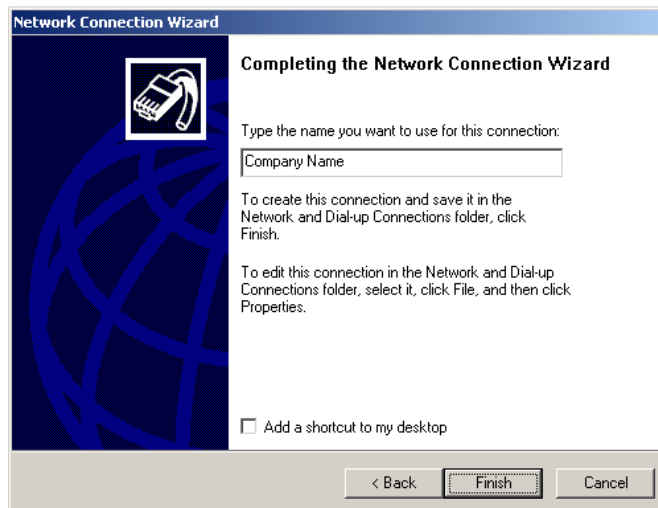 Network Connection Wizard
Completing the Network Connection Wizard
Type the name you want to use for this connection:
Company Name
To create this connection and save it in the
Network and Dial-up Connections folder, click
Finish.
To edit this connection in the Network and Dial-up
Connections folder, select it, click File, and then click
Properties.
Add a shortcut to my desktop
< Back
Finish
Cancel